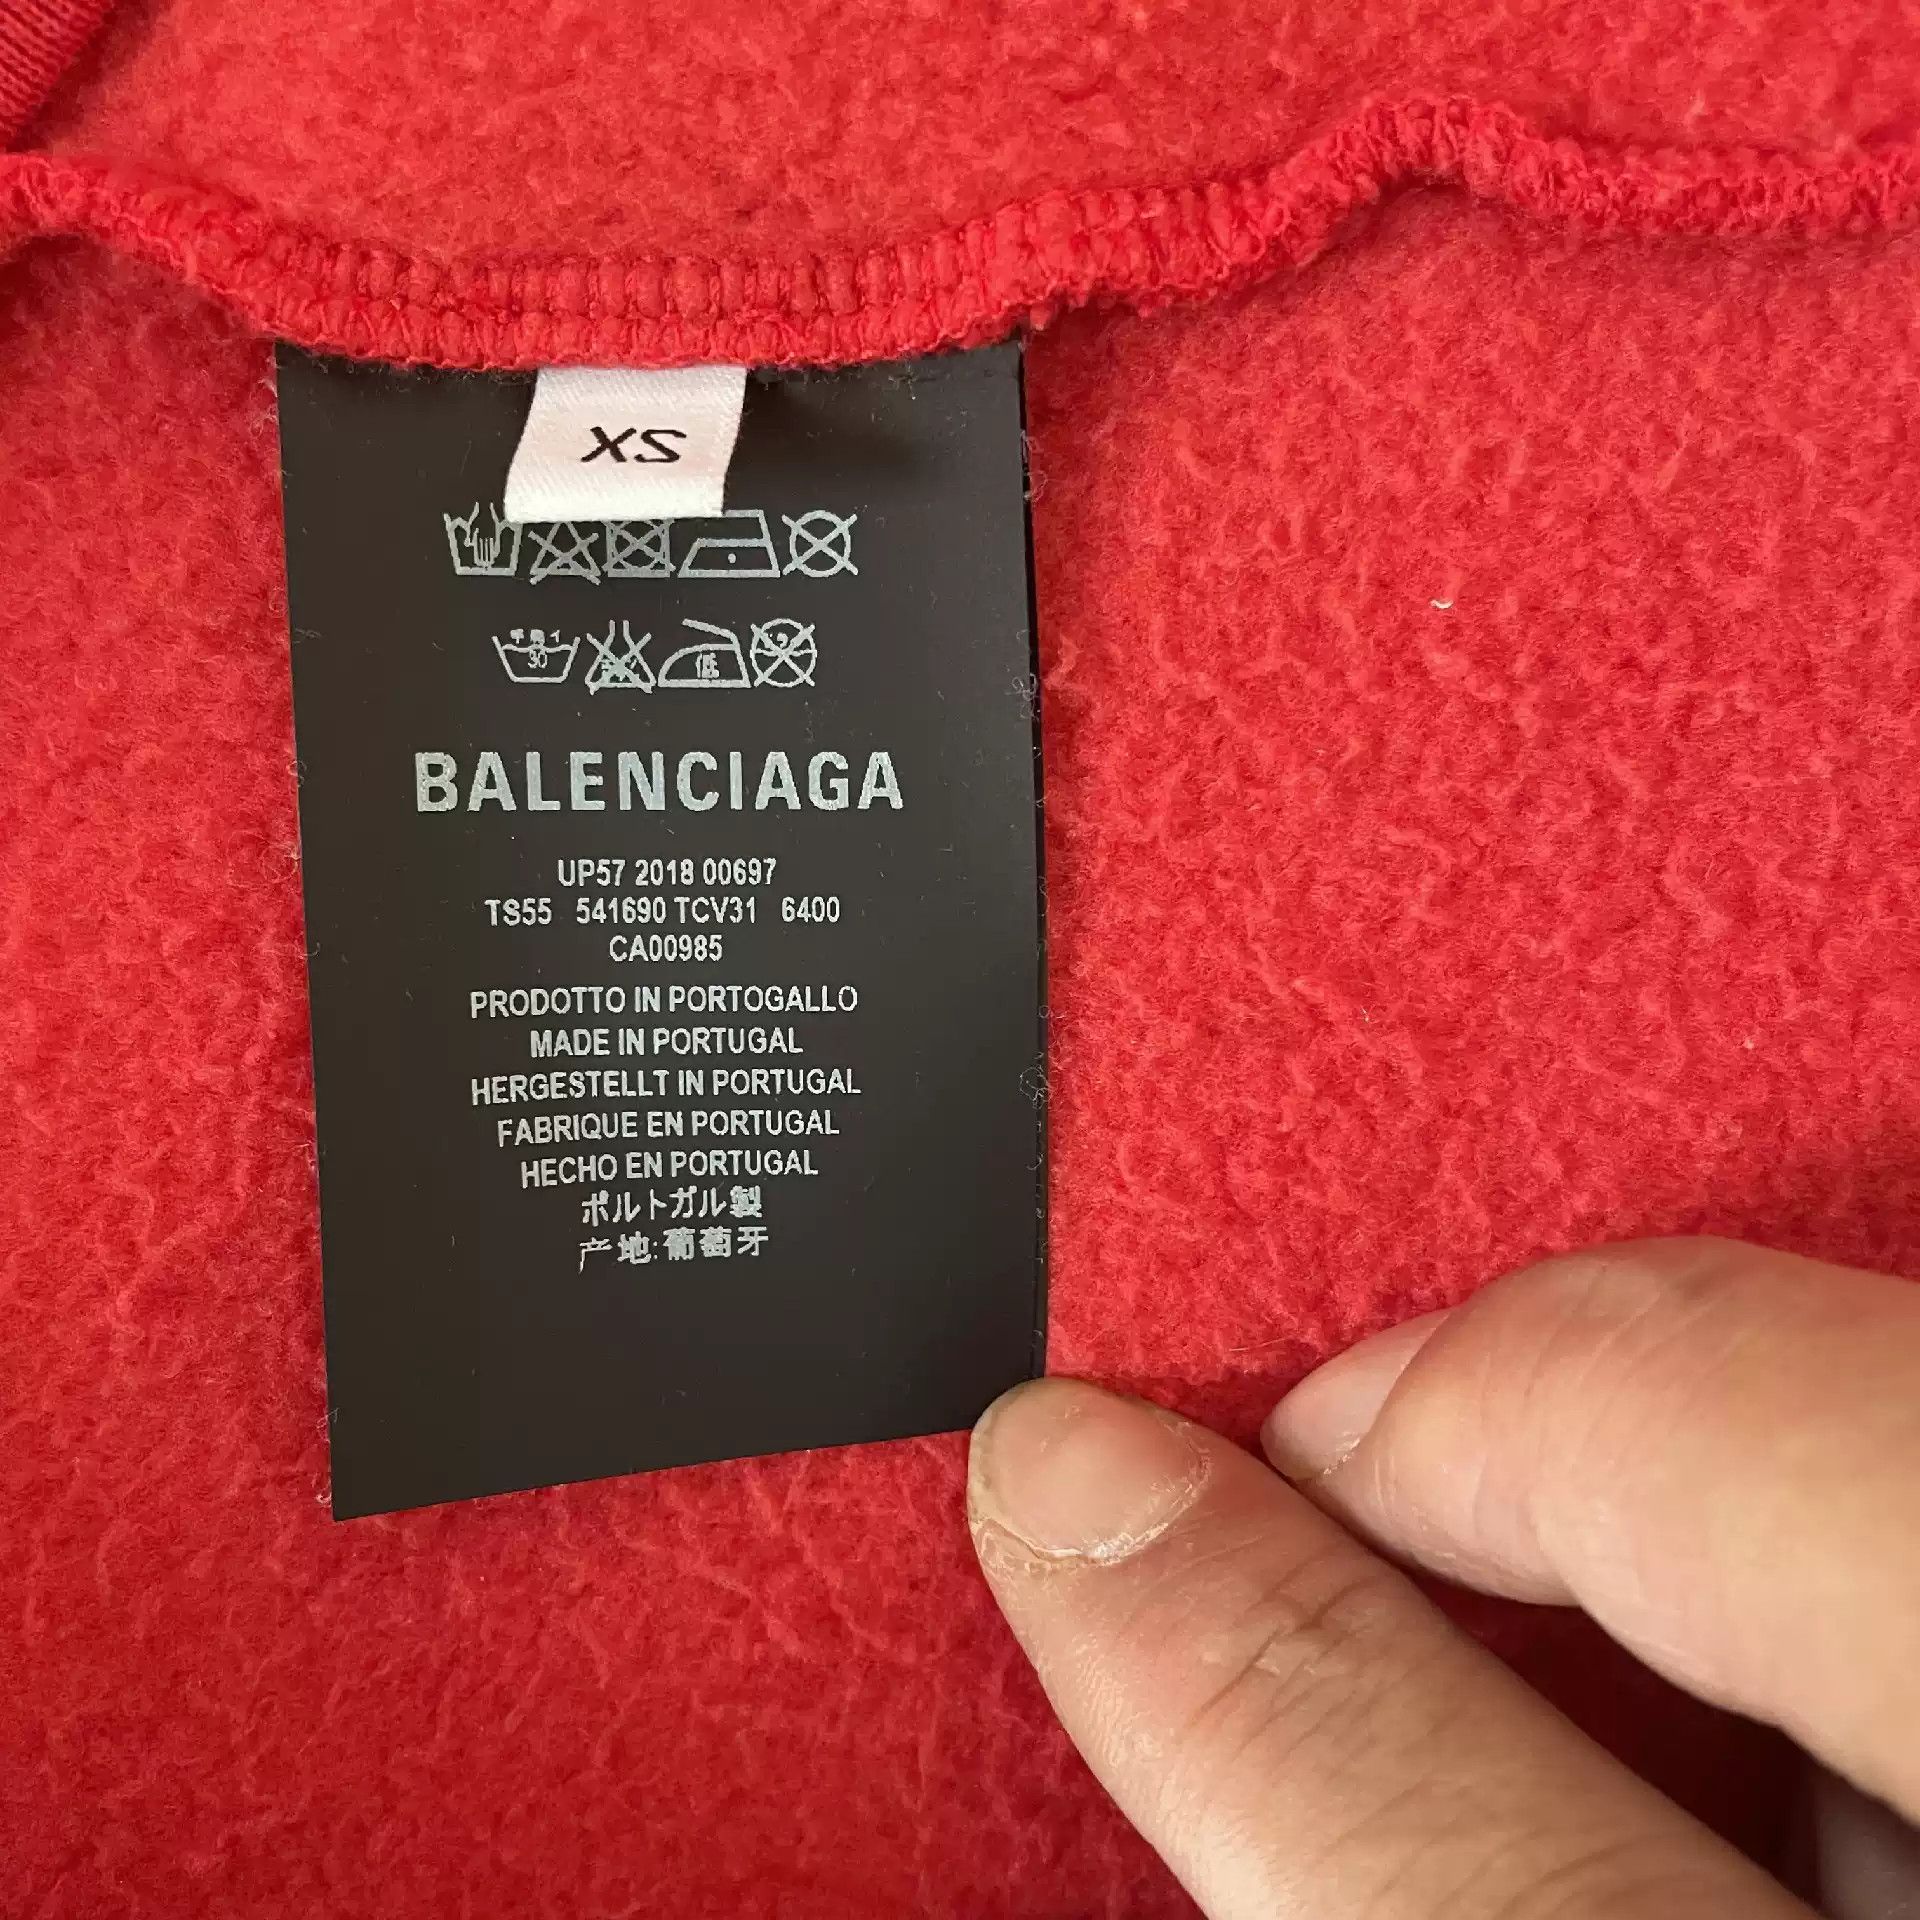 XS
30
BALENCIAGA
UP57 2018 00697
TS55 541690 TCV31 6400
CA00985
PRODOTTO IN PORTOGALLO
MADE IN PORTUGAL
HERGESTELLT IN PORTUGAL
FABRIQUE EN PORTUGAL
HECHO EN PORTUGAL
ポルトガル製
产地:葡萄牙